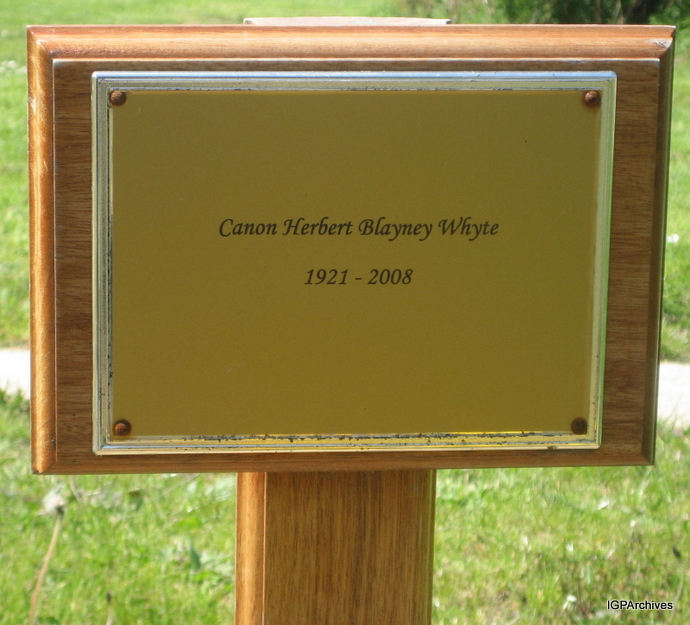 Canon Herbert Blayney Whyte
1921 - 2008
IGPArchives